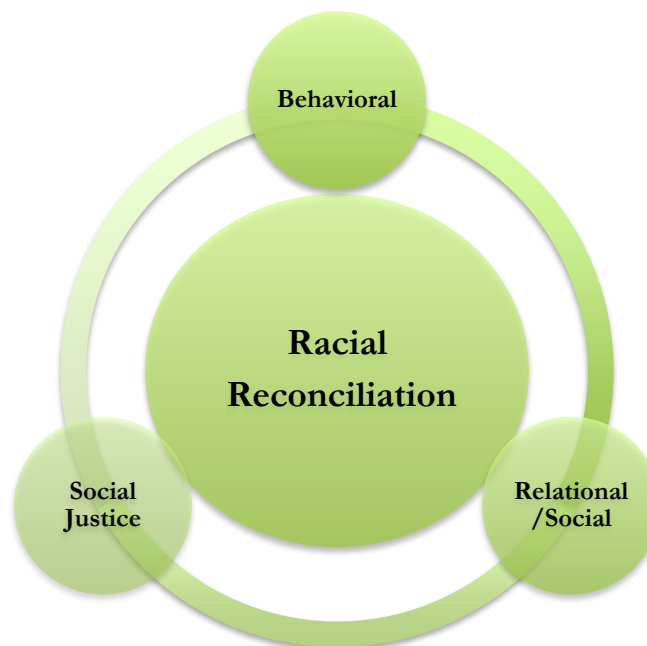 Behavioral
Racial
Reconciliation
Social
Justice
Relational
/Social